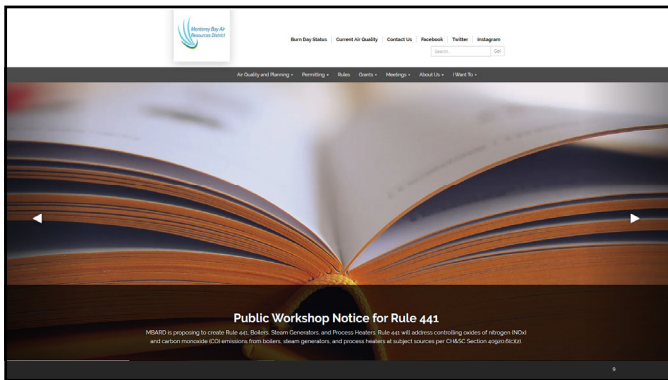 Monterey Bay Air
Resources District
Burn Day Status Current Air Quality Contact Us Facebook Twitter Instagram
Search... Go!
Air Quality and Planning Permitting Rules Grants Meetings About Us I Want To
Public Workshop Notice for Rule 441
MBARD is proposing to create Rule 441, Boilers, Steam Generators, and Process Heaters. Rule 441 will address controlling oxides of nitrogen (NOx)
and carbon monoxide (CO) emissions from boilers, steam generators, and process heaters at subject sources per CH&SC Section
9